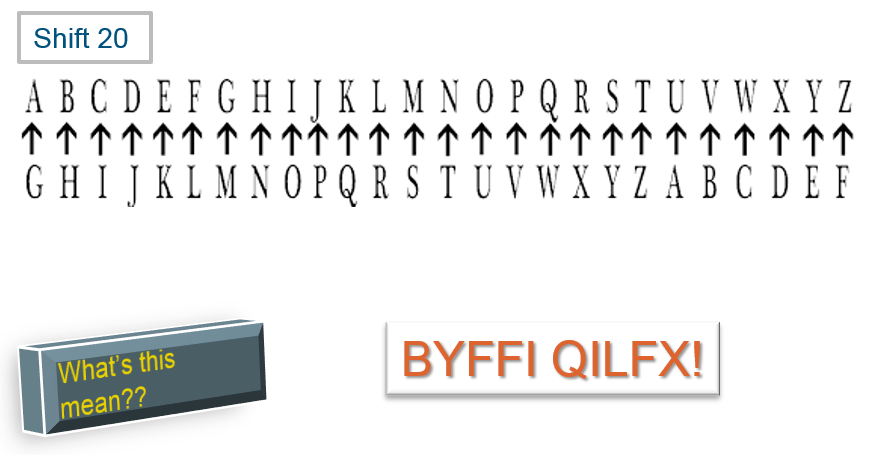 Shift 20
A B C D E F G H I J K L M N O P Q R S T U V W X Y Z
G H I J K L M N O P Q R S T U V W X Y Z A B C D E F
What's this
mean??
BYFFI QILFX!